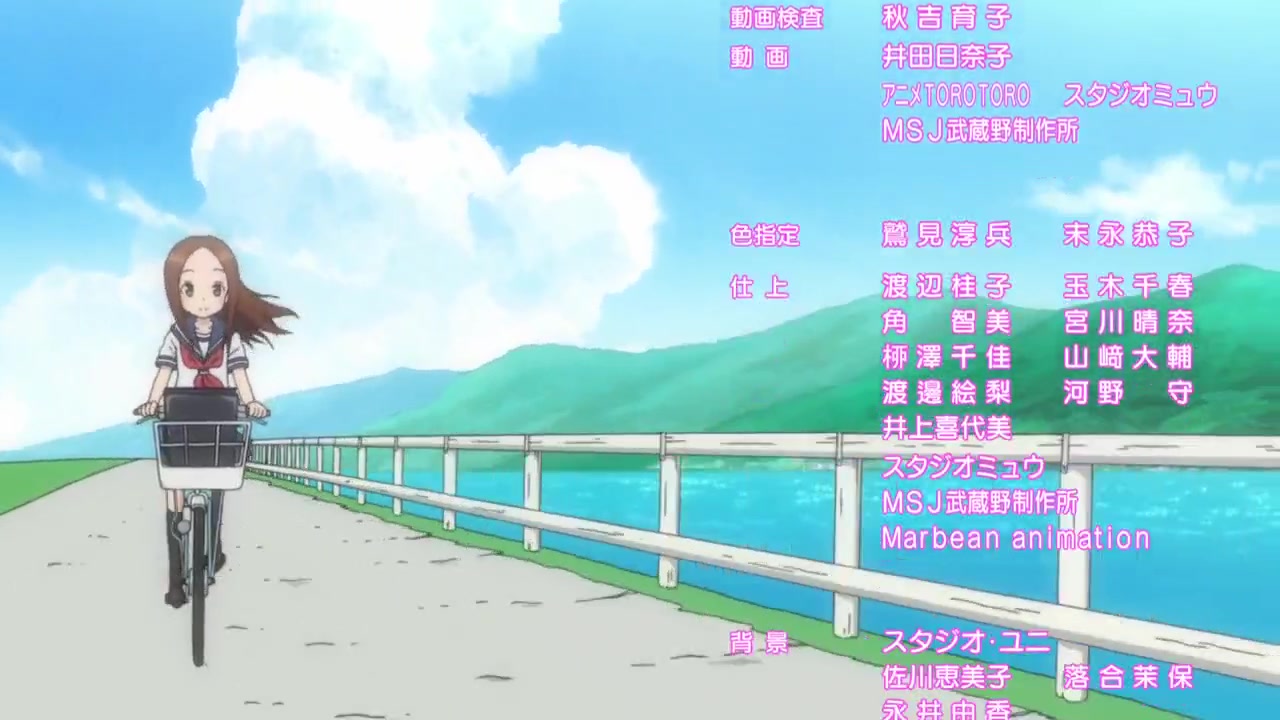 動画検査 秋吉育子
動画 井田日奈子
アニメTOROTORO スタジオミュウ
MSJ武蔵野制作所
色指定 鷲見淳兵 末永恭子
仕上 渡辺桂子 玉木千春
角 智美 宮川晴奈
栁澤千佳 山﨑大輔
渡邊絵梨 河野 守
井上喜代美
スタジオミュウ
MSJ武蔵野制作所
Marbean animation
背景 スタジオ・ユニ
佐川恵美子 落合茉保
永井由香